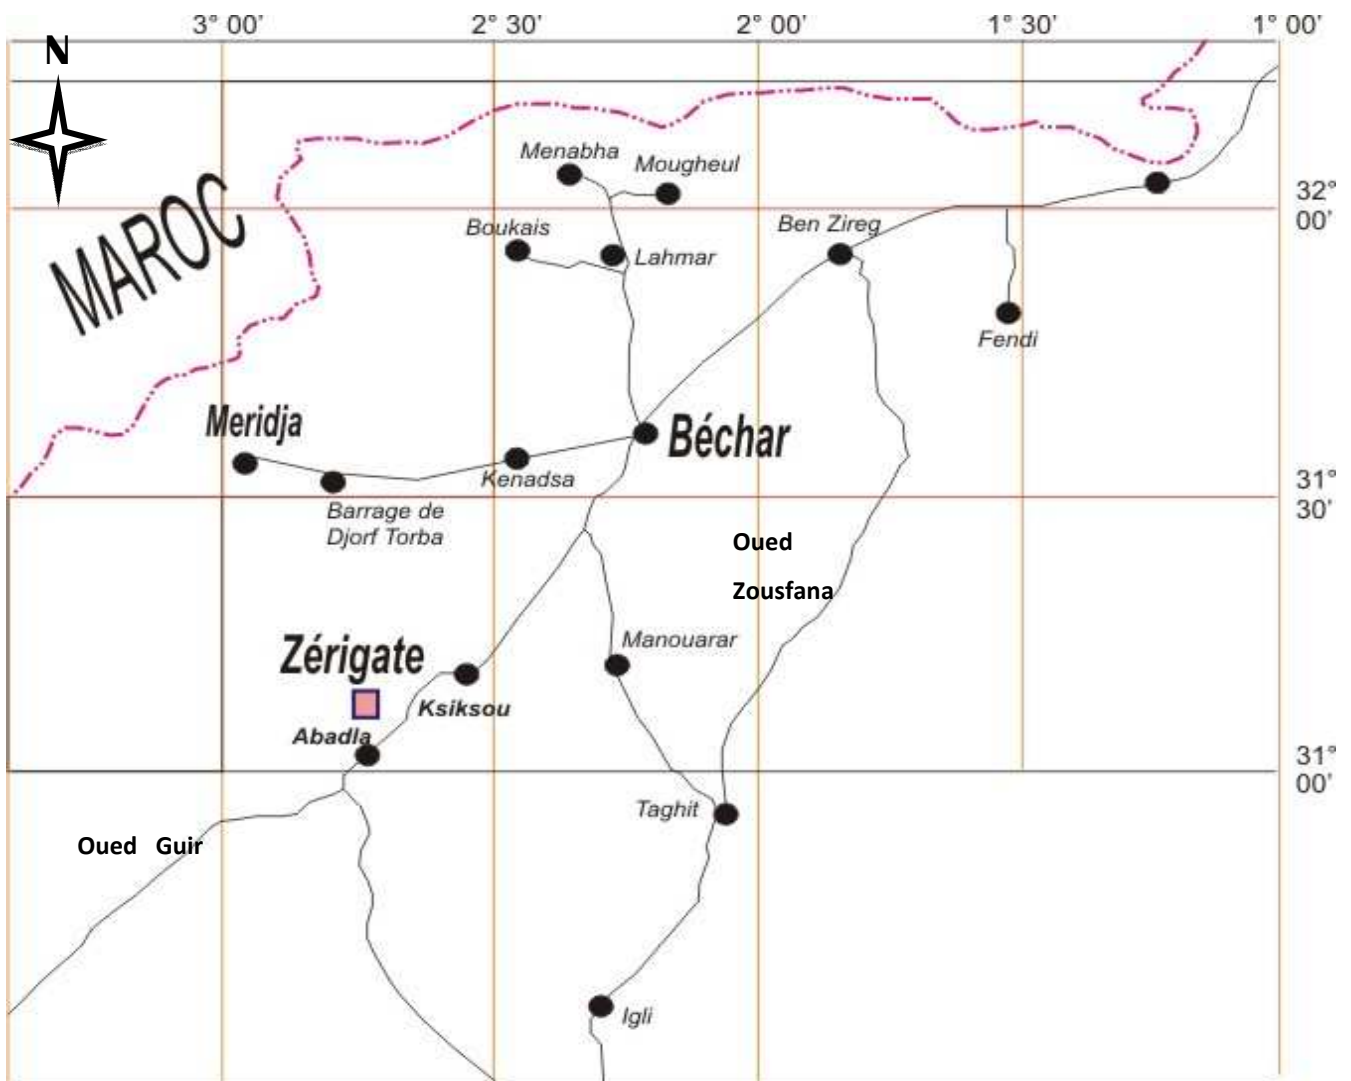 3° 00' 2° 30' 2° 00' 1° 30' 1° 00'
N
MAROC
Menabha
Mougheul
32°
00'
Boukais
Lahmar
Ben Zireg
Fendi
Meridja
Béchar
Kenadsa
31°
30'
Barrage de
Djorf Torba
Oued
Zousfana
Zérigate
Manouarar
Ksiksou
Abadla
31°
00'
Taghit
Oued Guir
Igli